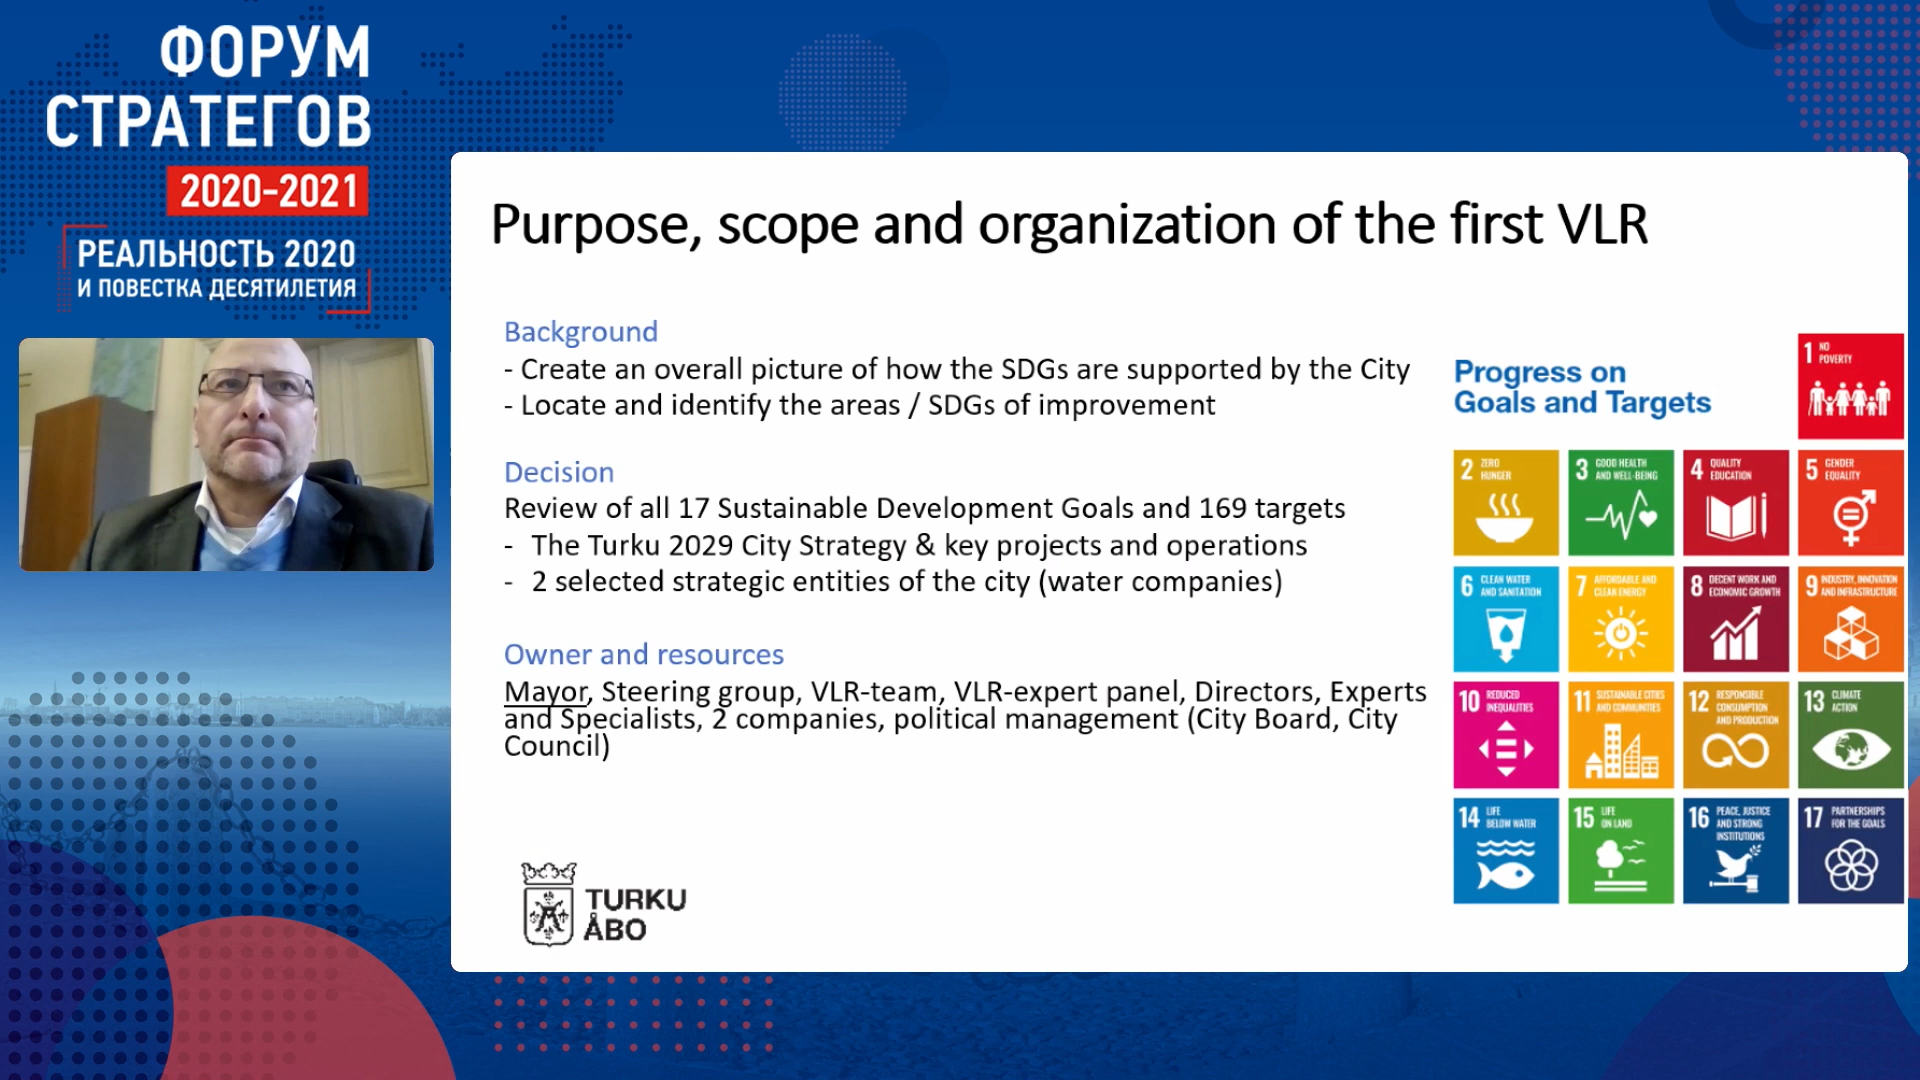 ФОРУМ
СТРАТЕГОВ
2020-2021
РЕАЛЬНОСТЬ 2020
И ПОВЕСТКА ДЕСЯТИЛЕТИЯ
Purpose, scope and organization of the first VLR
Background
- Create an overall picture of how the SDGs are supported by the City
- Locate and identify the areas / SDGs of improvement
Decision
Review of all 17 Sustainable Development Goals and 169 targets
- The Turku 2029 City Strategy & key projects and operations
- 2 selected strategic entities of the city (water companies)
Owner and resources
Mayor, Steering group, VLR-team, VLR-expert panel, Directors, Experts
and Specialists, 2 companies, political management (City Board, City
Council)
TURKU
ÅBO
Progress on
Goals and Targets
1 NO
POVERTY
2 ZERO
HUNGER
3 GOOD HEALTH
AND WELL-BEING
4 QUALITY
EDUCATION
5 GENDER
EQUALITY
6 CLEAN WATER
AND SANITATION
7 AFFORDABLE AND
CLEAN ENERGY
8 DECENT WORK AND
ECONOMIC GROWTH
9 INDUSTRY, INNOVATION
AND INFRASTRUCTURE
10 REDUCED
INEQUALITIES
11 SUSTAINABLE CITIES
AND COMMUNITIES
12 RESPONSIBLE
CONSUMPTION
AND PRODUCTION
13 CLIMATE
ACTION
14 LIFE
BELOW WATER
15 LIFE
ON LAND
16 PEACE, JUSTICE
AND STRONG
INSTITUTIONS
17 PARTNERSHIPS
FOR THE GOALS